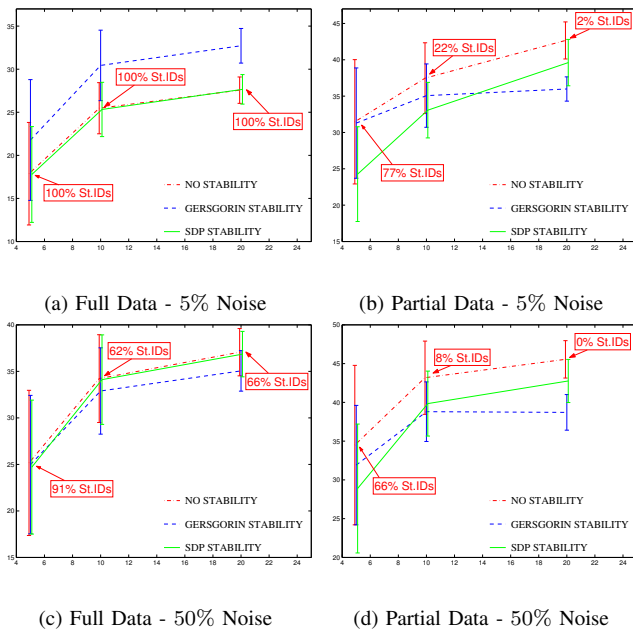 35
30
25
20
15
10
4 6 8 10 12 14 16 18 20 22 24
100% St.IDs
100% St.IDs
100% St.IDs
NO STABILITY
GERSGORIN STABILITY
SDP STABILITY
(a) Full Data - 5% Noise
45
40
35
30
25
20
15
4 6 8 10 12 14 16 18 20 22 24
2% St.IDs
22% St.IDs
77% St.IDs
NO STABILITY
GERSGORIN STABILITY
SDP STABILITY
(b) Partial Data - 5% Noise
40
35
30
25
20
15
4 6 8 10 12 14 16 18 20 22 24
62% St.IDs
66% St.IDs
91% St.IDs
NO STABILITY
GERSGORIN STABILITY
SDP STABILITY
(c) Full Data - 50% Noise
50
45
40
35
30
25
20
4 6 8 10 12 14 16 18 20 22 24
0% St.IDs
8% St.IDs
66% St.IDs
NO STABILITY
GERSGORIN STABILITY
SDP STABILITY
(d) Partial Data - 50% Noise